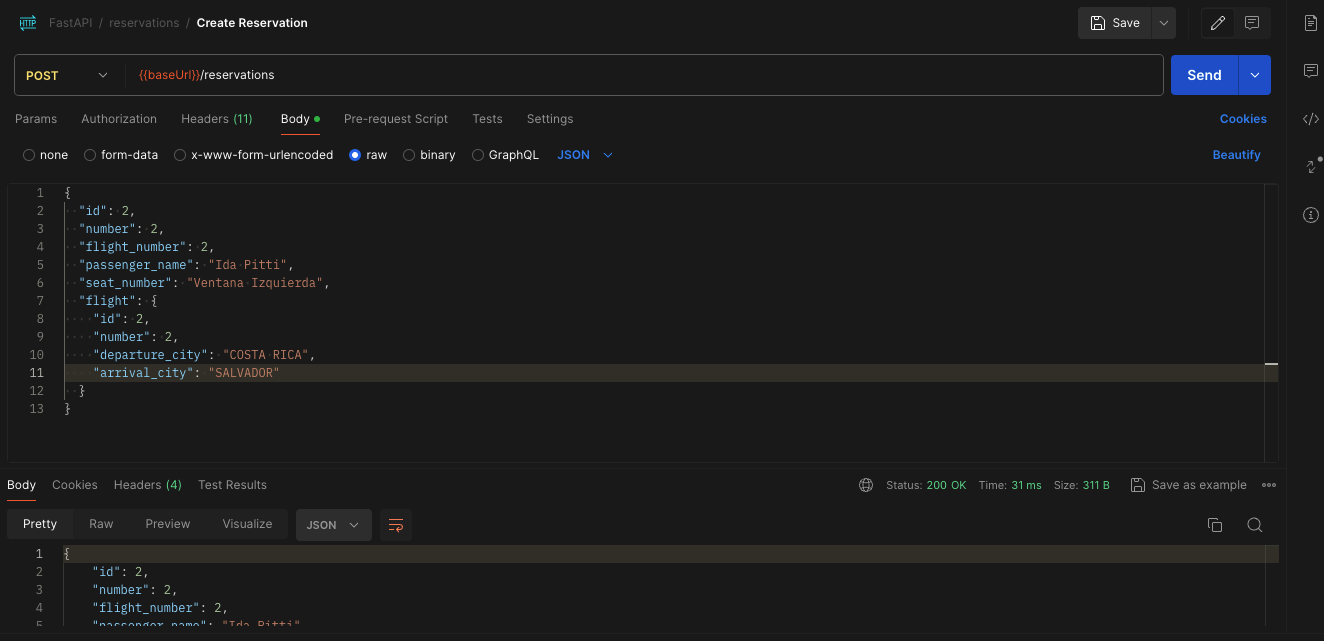 HTTP FastAPI / reservations / Create Reservation Save
POST {{baseUrl}}/reservations Send
Params Authorization Headers (11) Body Pre-request Script Tests Settings Cookies
none form-data x-www-form-urlencoded raw binary GraphQL JSON Beautify
1 {
2 "id": 2,
3 "number": 2,
4 "flight_number": 2,
5 "passenger_name": "Ida Pitti",
6 "seat_number": "Ventana Izquierda",
7 "flight": {
8 "id": 2,
9 "number": 2,
10 "departure_city": "COSTA RICA",
11 "arrival_city": "SALVADOR"
12 }
13 }
Body Cookies Headers (4) Test Results Status: 200 OK Time: 31 ms Size: 311 B Save as example
Pretty Raw Preview Visualize JSON
1 {
2 "id": 2,
3 "number": 2,
4 "flight_number": 2,
5 "passenger_name": "Ida Pitti"